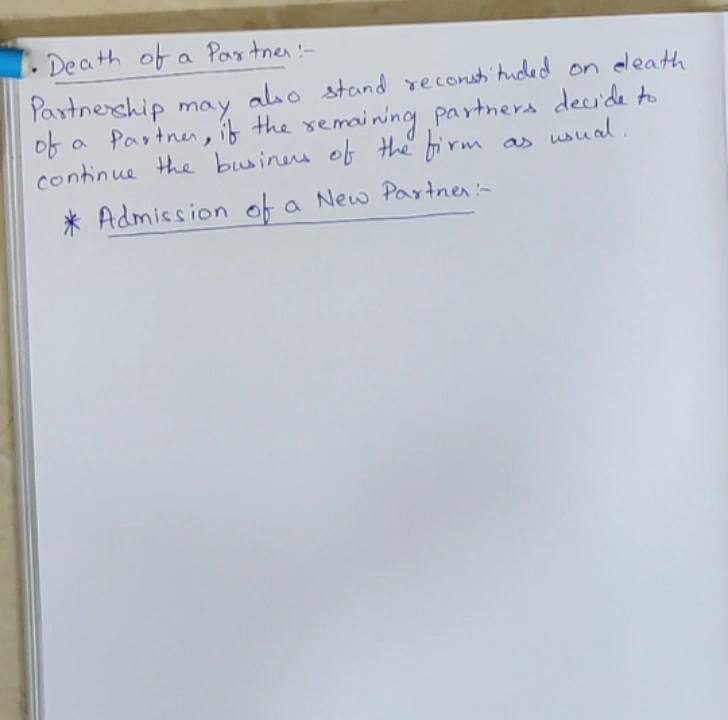 . Death of a Partner:-
Partnership may also stand reconstituded on death
of a Partner, if the remaining partners decide to
continue the business of the firm as usual.
* Admission of a New Partner:-